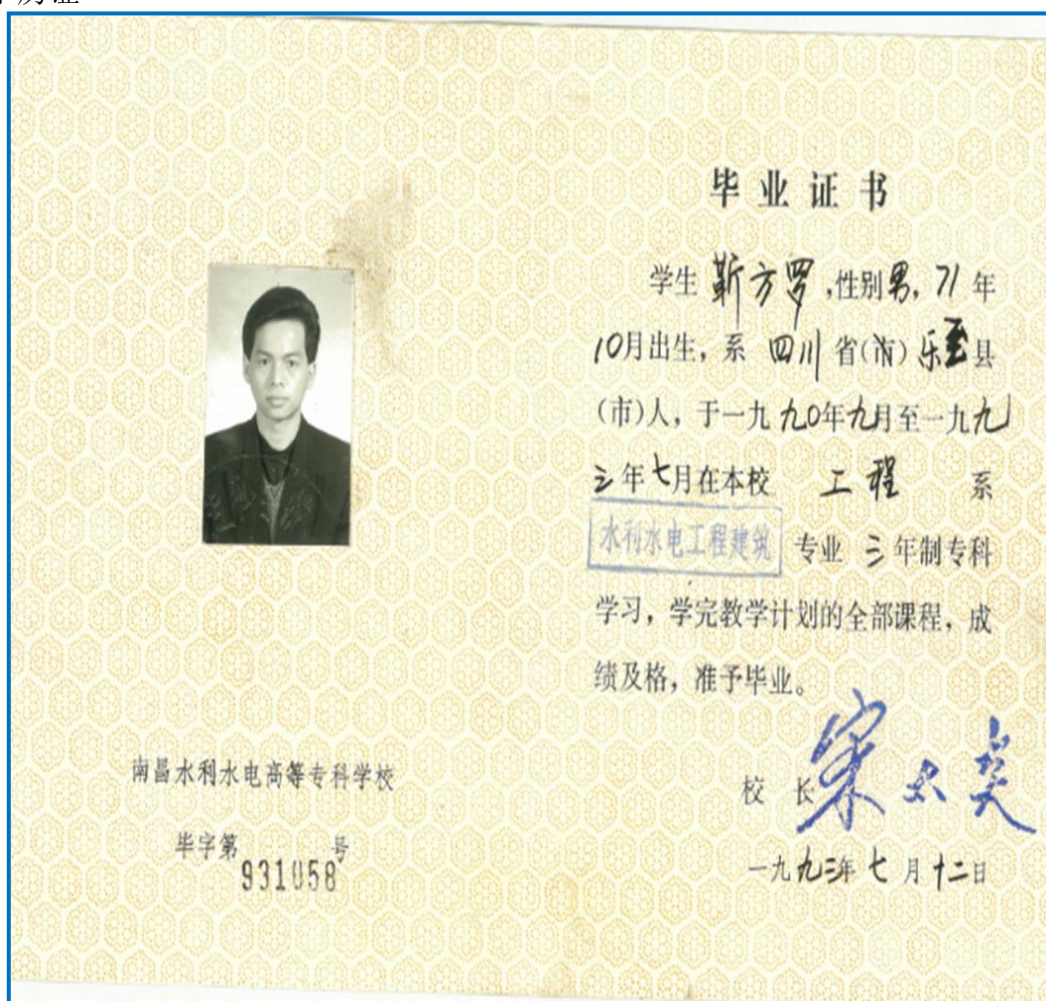 毕业证书
学生 靳方罗,性别男,71年
10月出生,系 四川 省(市)乐至县
(市)人,于一九九0年九月至一九九
三年七月在本校 工程 系
水利水电工程建筑 专业 三年制专科
学习,学完教学计划的全部课程,成
绩及格,准予毕业。
校 长
一九九三年七月十二日
南昌水利水电高等专科学校
毕字第931058号